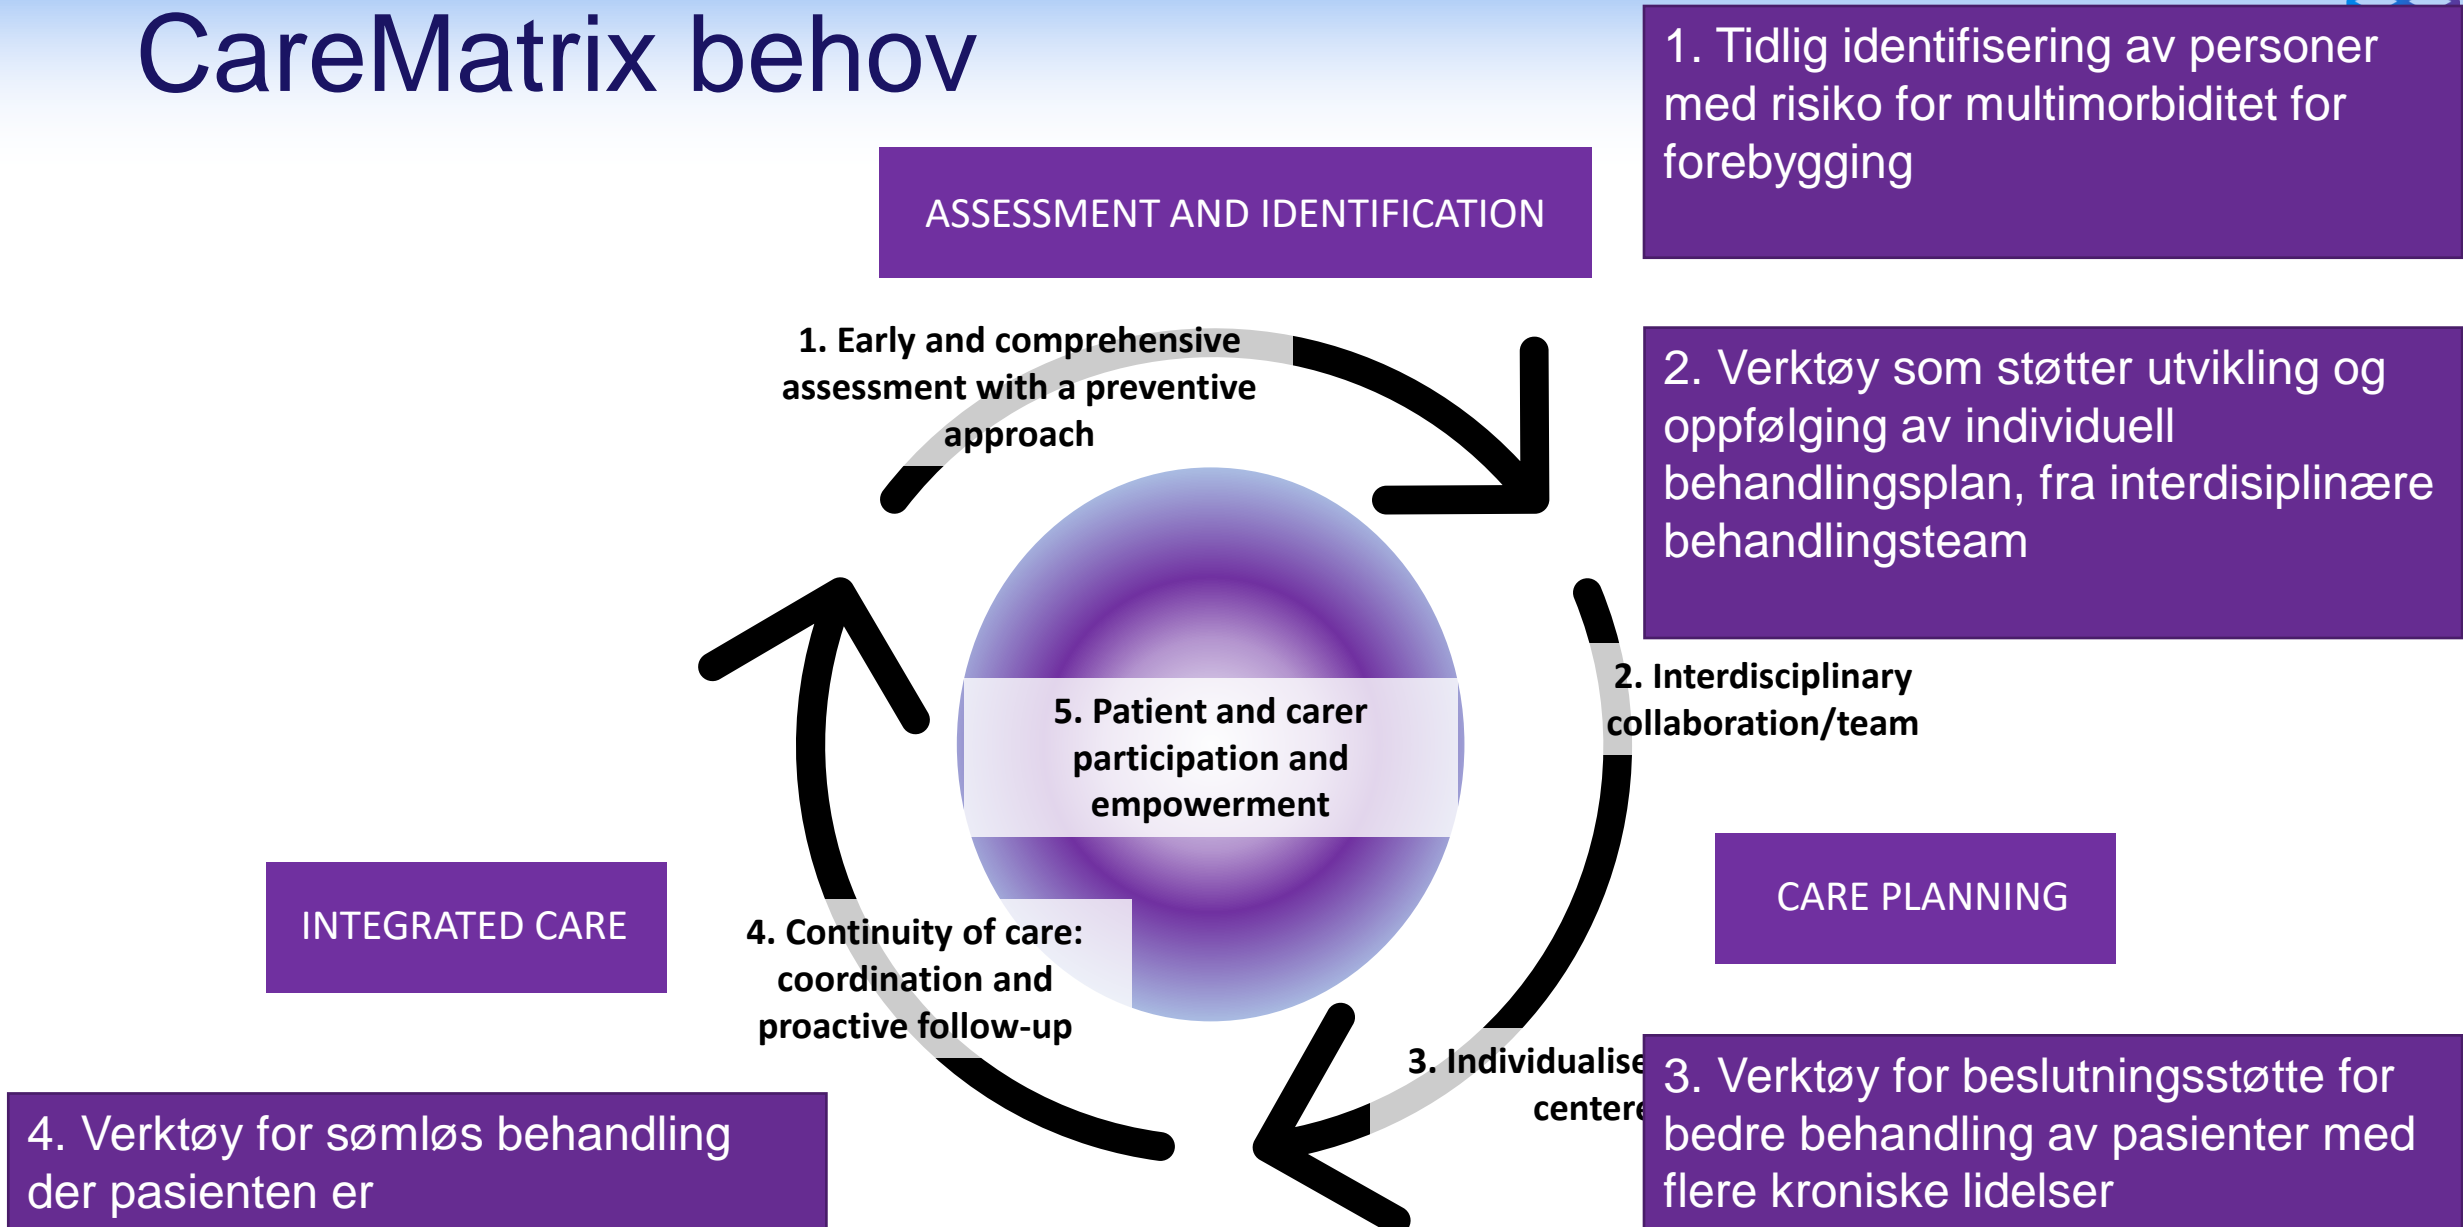 CareMatrix behov
1. Tidlig identifisering av personer
med risiko for multimorbiditet for
forebygging
ASSESSMENT AND IDENTIFICATION
1. Early and comprehensive
assessment with a preventive
approach
2. Verktøy som støtter utvikling og
oppfølging av individuell
behandlingsplan, fra interdisiplinære
behandlingsteam
2. Interdisciplinary
collaboration/team
5. Patient and carer
participation and
empowerment
CARE PLANNING
INTEGRATED CARE
4. Continuity of care:
coordination and
proactive follow-up
3.
3. Verktøy for beslutningsstøtte for
bedre behandling av pasienter med
flere kroniske lidelser
4. Verktøy for sømløs behandling
der pasienten er